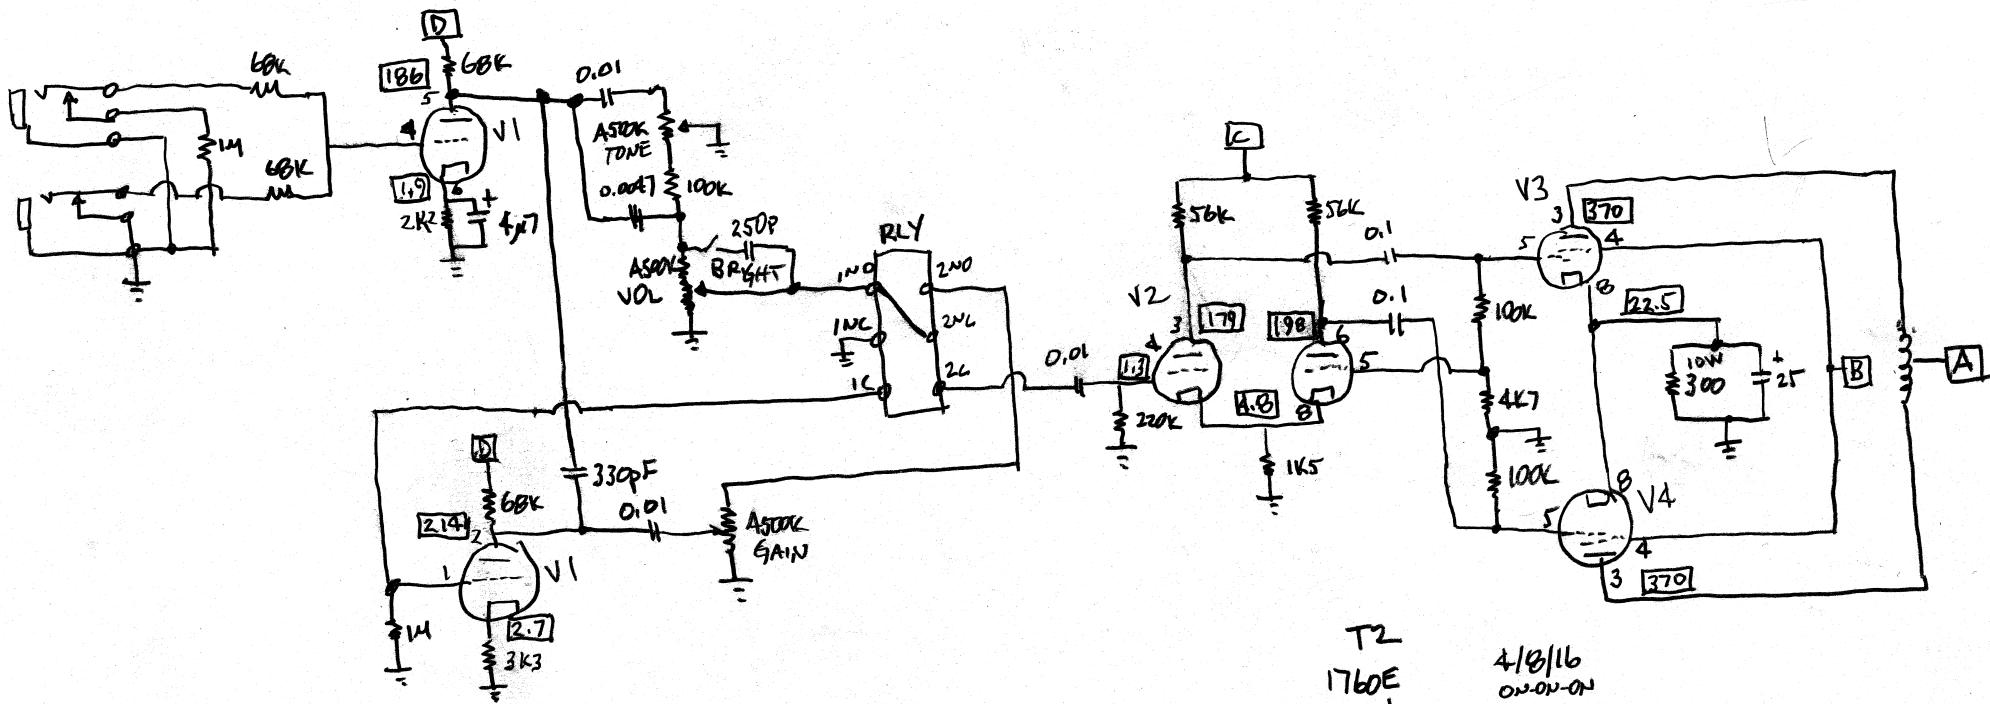 D
68K
186
68K
5
0.01
4
V1
A500K
TONE
1M
68K
1.9
6
2K2
+
4µ7
0.0047
100K
250P
BRIGHT
A500K
VOL
RLY
1NO
2NO
1NC
2NC
1C
2C
D
68K
214
2
330pF
0.01
A500K
GAIN
1
V1
1M
2.7
3K3
C
56K
56K
0.1
V2
3
179
198
6
0.1
4
0.01
1.3
5
220K
4.8
8
1K5
V3
3
370
4
5
8
22.5
100K
10W
300
+
25
B
A
4K7
100K
8
V4
5
4
3
370
T2
1760E
4/8/16
ON-ON-ON